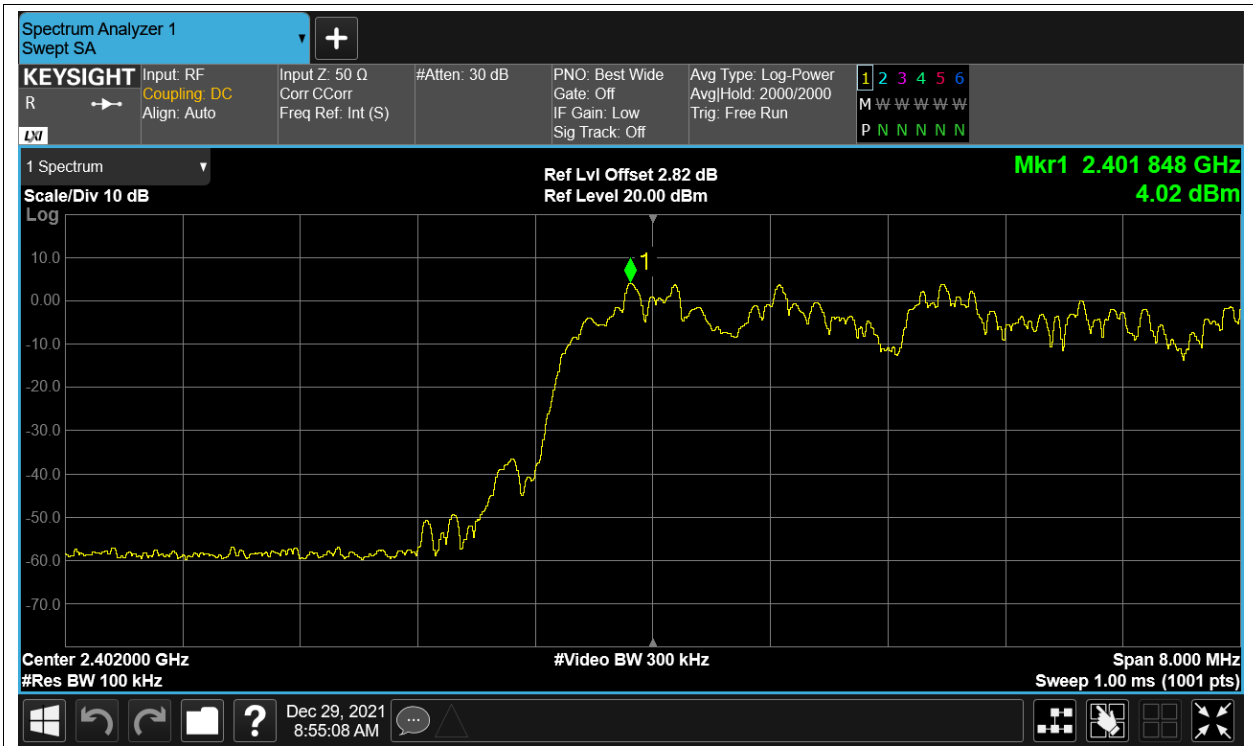 Spectrum Analyzer 1
Swept SA
KEYSIGHT
R
LXI
Input: RF
Coupling: DC
Align: Auto
Input Z: 50 Ω
Corr CCorr
Freq Ref: Int (S)
#Atten: 30 dB
PNO: Best Wide
Gate: Off
IF Gain: Low
Sig Track: Off
Avg Type: Log-Power
Avg|Hold: 2000/2000
Trig: Free Run
1 2 3 4 5 6
M W W W W W
P N N N N N
1 Spectrum
Scale/Div 10 dB
Log
Ref Lvl Offset 2.82 dB
Ref Level 20.00 dBm
Mkr1 2.401 848 GHz
4.02 dBm
1
10.0
0.00
-10.0
-20.0
-30.0
-40.0
-50.0
-60.0
-70.0
Center 2.402000 GHz
#Res BW 100 kHz
#Video BW 300 kHz
Span 8.000 MHz
Sweep 1.00 ms (1001 pts)
?
Dec 29, 2021
8:55:08 AM